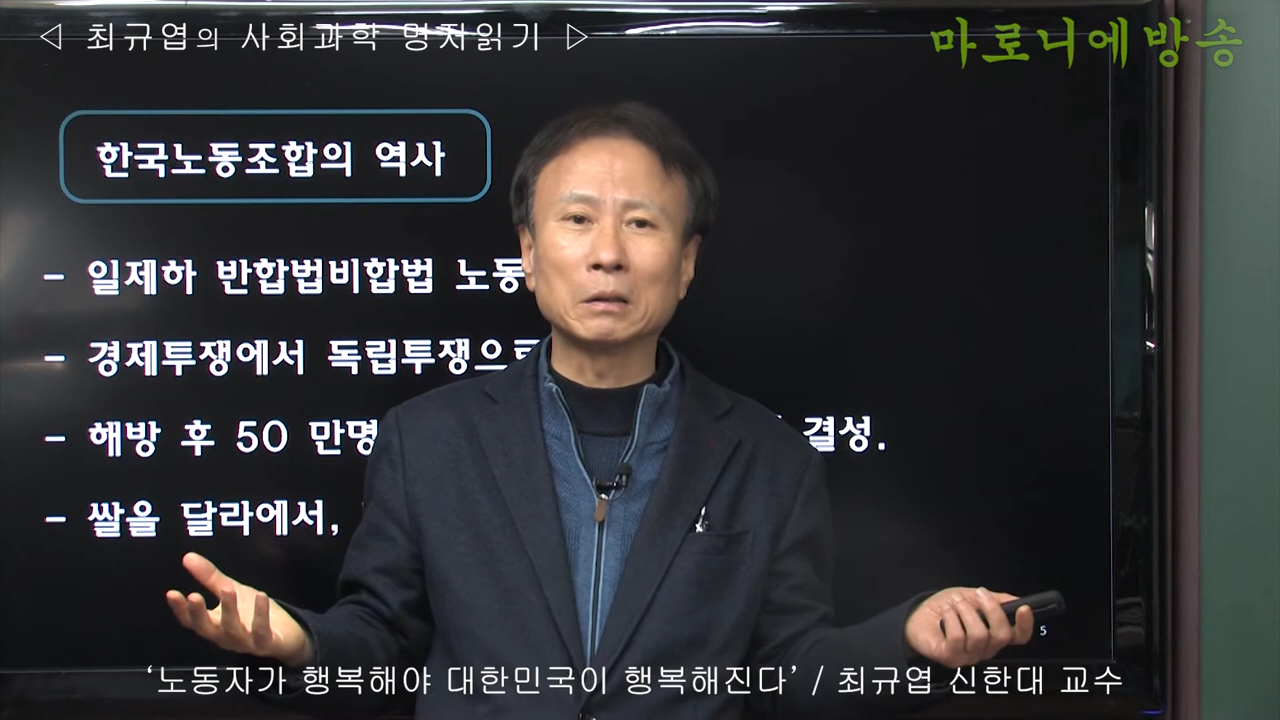 ◁ 최규엽의 사회과학 명저읽기 ▷
마로니에방송
한국노동조합의 역사
- 일제하 반합법비합법 노동
- 경제투쟁에서 독립투쟁으로
- 해방 후 50 만명 결성.
- 쌀을 달라에서,
5
‘노동자가 행복해야 대한민국이 행복해진다’ / 최규엽 신한대 교수